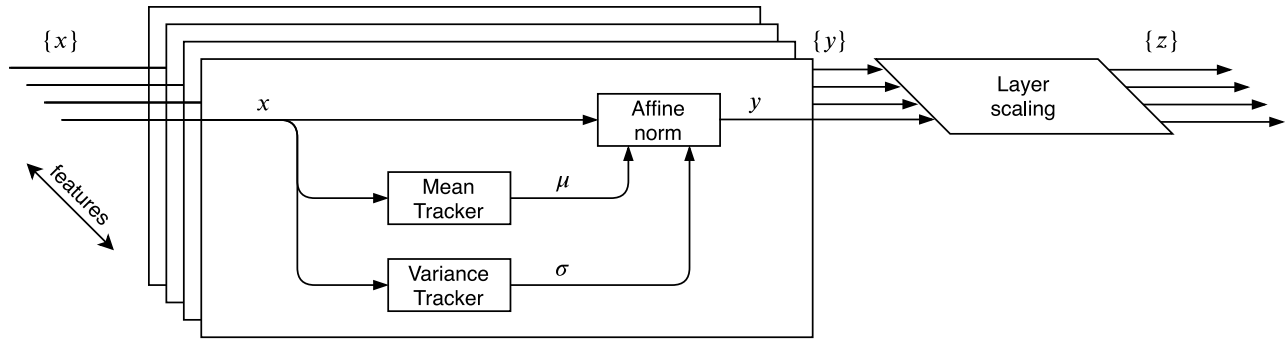 {x}
{y}
{z}
x
Affine
norm
y
Layer
scaling
features
Mean
Tracker
μ
Variance
Tracker
σ